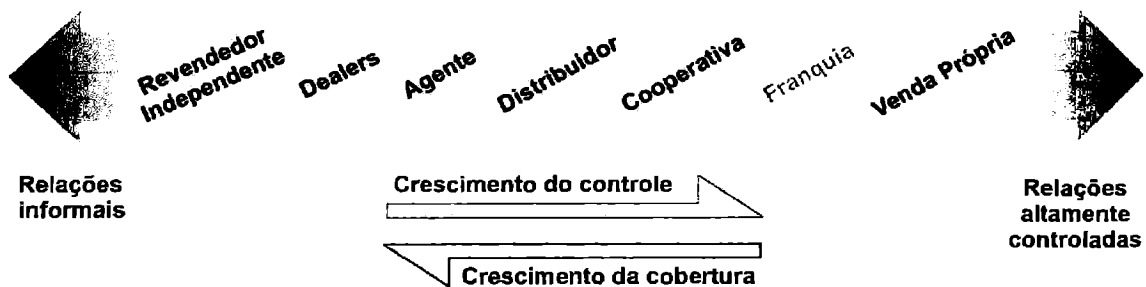 Revendedor
Independente
Dealers
Agente
Distribuidor
Cooperativa
Franquia
Venda Própria
Relações
informais
Crescimento do controle
Crescimento da cobertura
Relações
altamente
controladas